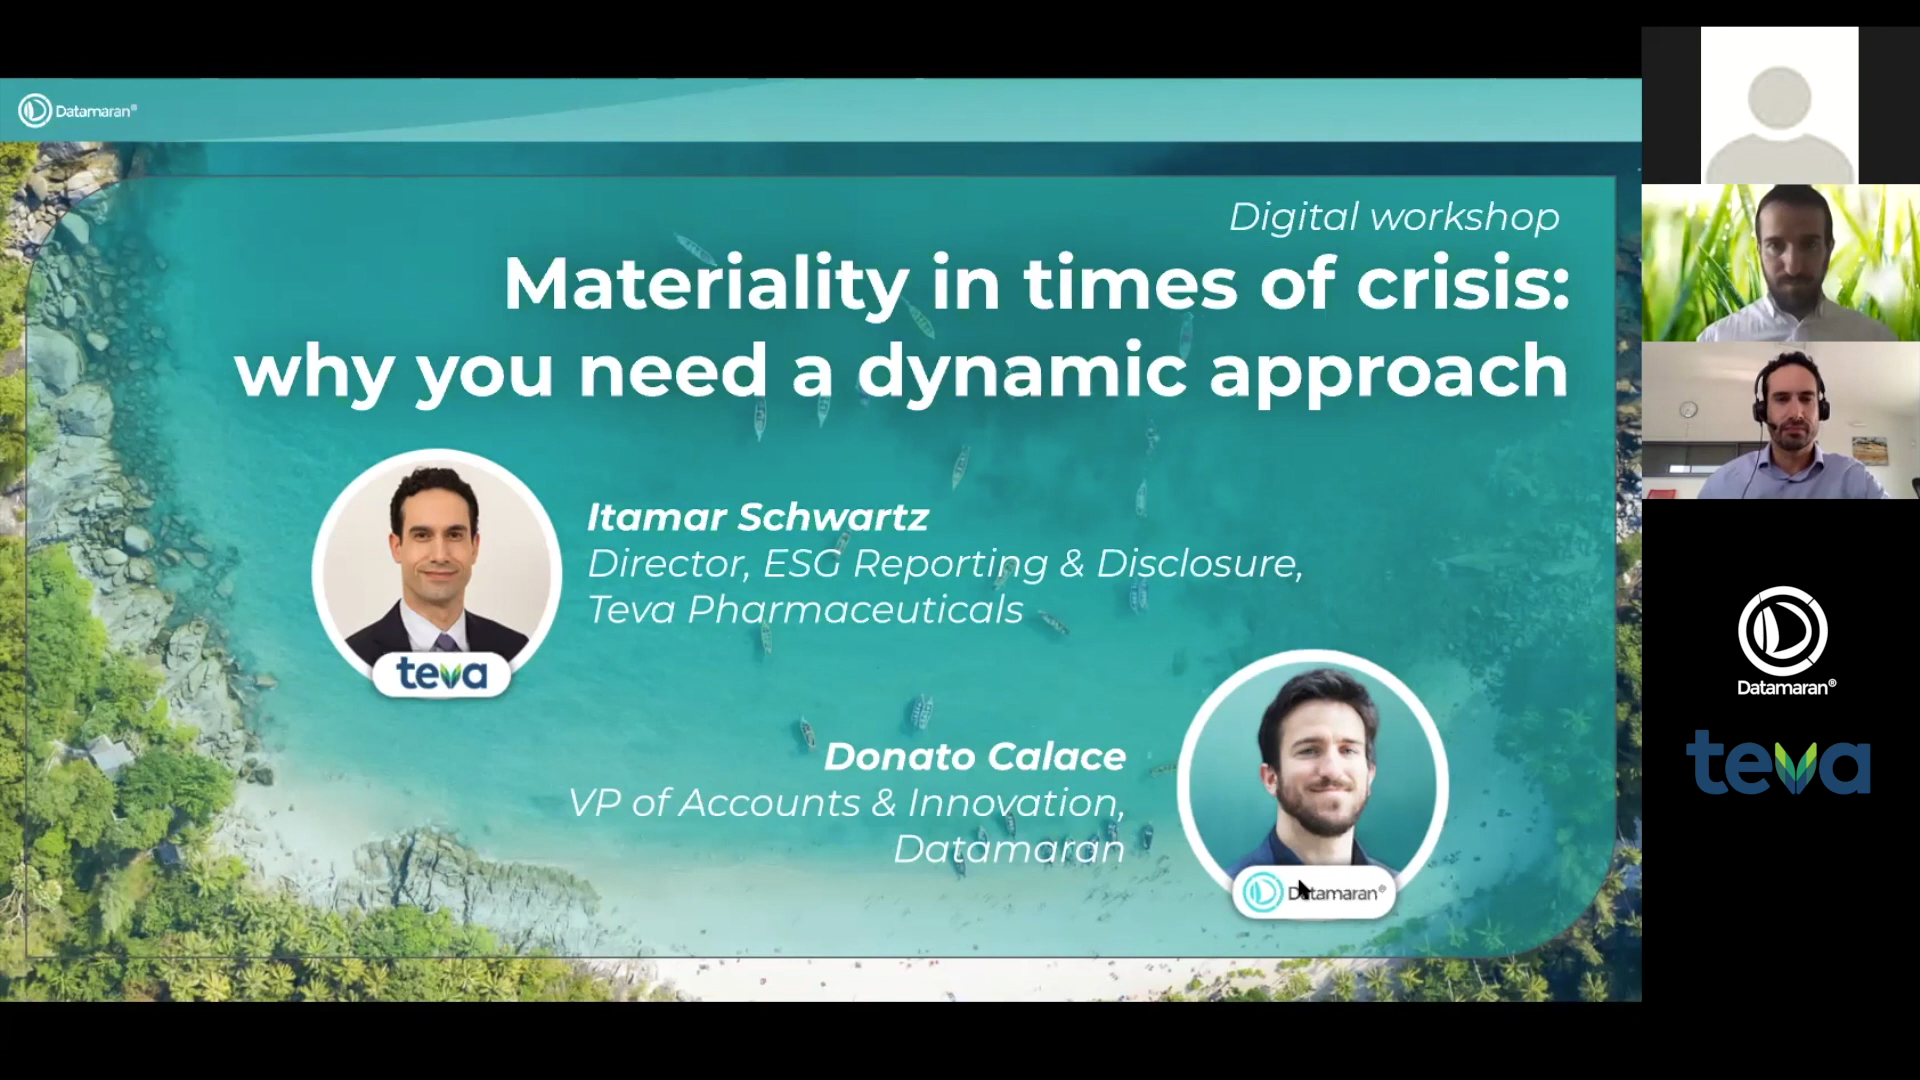 Datamaran®
Digital workshop
Materiality in times of crisis:
why you need a dynamic approach
Itamar Schwartz
Director, ESG Reporting & Disclosure,
Teva Pharmaceuticals
teva
Donato Calace
VP of Accounts & Innovation,
Datamaran
Datamaran®
Datamaran®
teva